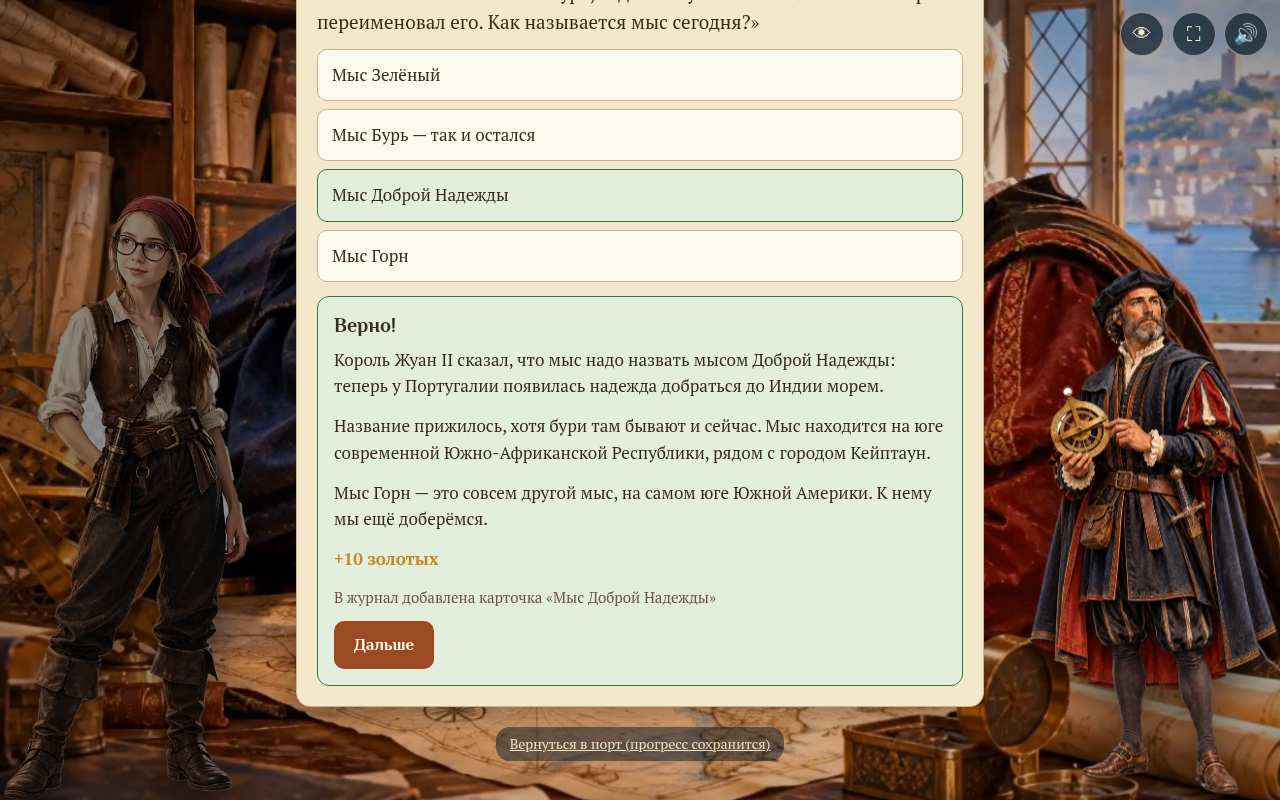 переименовал его. Как называется мыс сегодня?»
Мыс Зелёный
Мыс Бурь — так и остался
Мыс Доброй Надежды
Мыс Горн
Верно!
Король Жуан II сказал, что мыс надо назвать мысом Доброй Надежды:
теперь у Португалии появилась надежда добраться до Индии морем.
Название прижилось, хотя бури там бывают и сейчас. Мыс находится на юге
современной Южно-Африканской Республики, рядом с городом Кейптаун.
Мыс Горн — это совсем другой мыс, на самом юге Южной Америки. К нему
мы ещё доберёмся.
+10 золотых
В журнал добавлена карточка «Мыс Доброй Надежды»
Дальше
Вернуться в порт (прогресс сохранится)